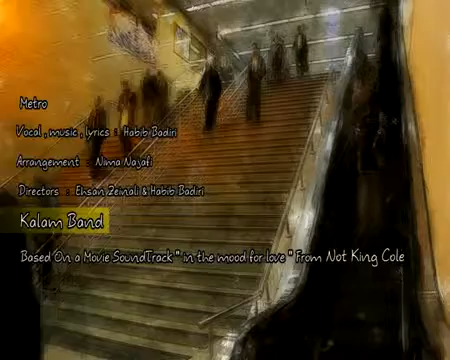 Metro
Vocal , music , lyrics : Habib Badiri
Arrangement : Nima Najafi
Directors : Ehsan Zeinali & Habib Badiri
Kalam Band
Based On a Movie SoundTrack " in the mood for love " From Not King Cole